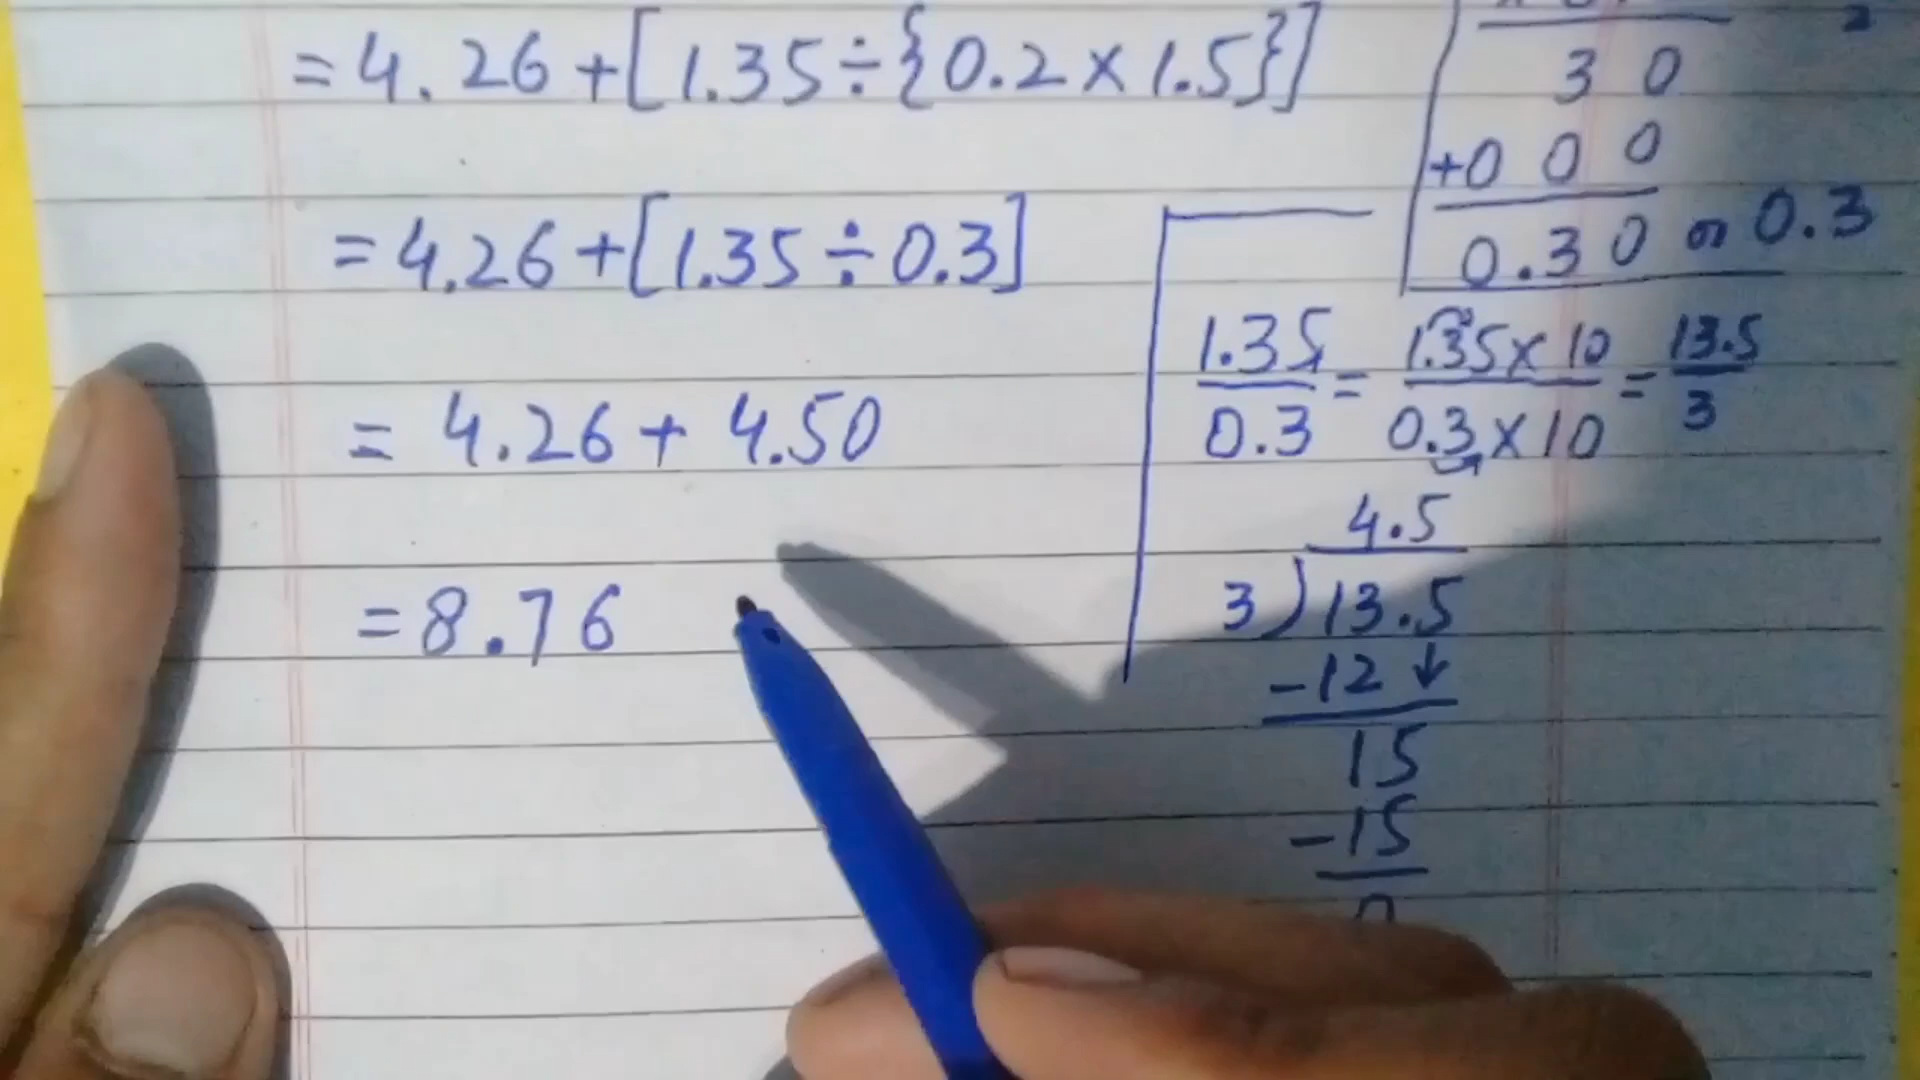 = 4.26 + [1.35 ÷ {0.2 × 1.5}]
= 4.26 + [1.35 ÷ 0.3]
= 4.26 + 4.50
= 8.76
3 0
+0 0 0
0.30 or 0.3
1.35/0.3 = 1.35 × 10/0.3 × 10 = 13.5/3
4.5
3 ) 13.5
-12 ↓
15
-15
0